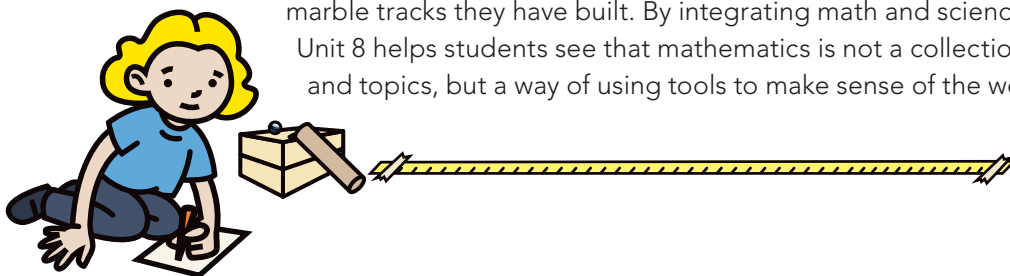 marble tracks they have built. By integrating math and scienc
Unit 8 helps students see that mathematics is not a collectio
and topics, but a way of using tools to make sense of the w